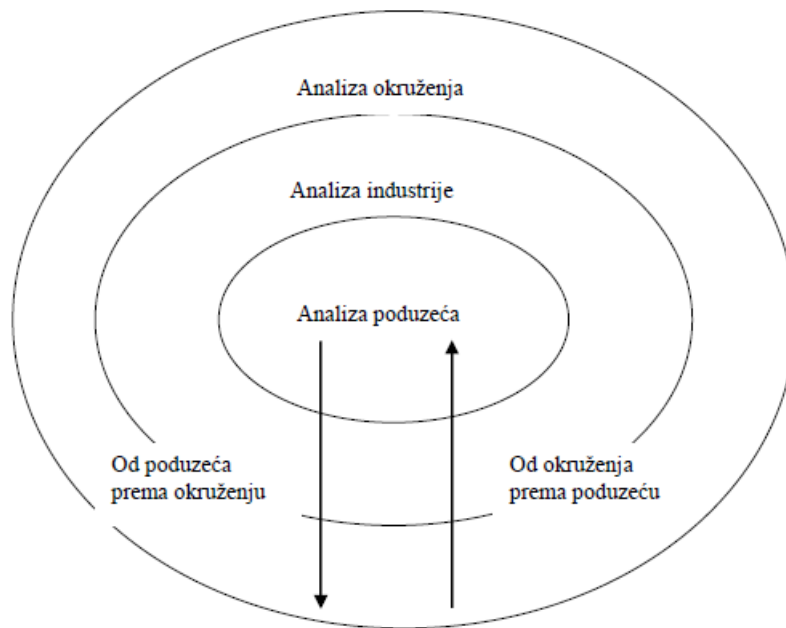 Analiza okruženja
Analiza industrije
Analiza poduzeća
Od poduzeća
prema okruženju
Od okruženja
prema poduzeću